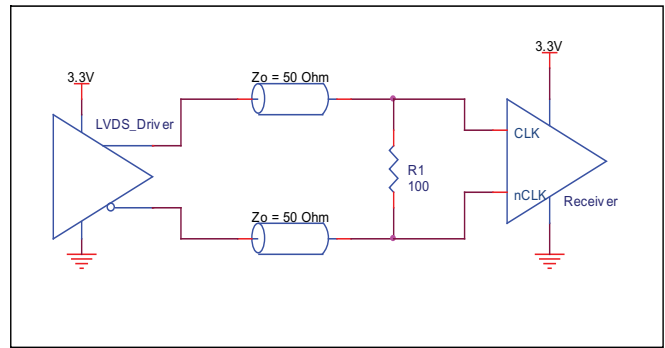 3.3V
Zo = 50 Ohm
3.3V
LVDS_Driver
CLK
R1
100
nCLK
Receiver
Zo = 50 Ohm